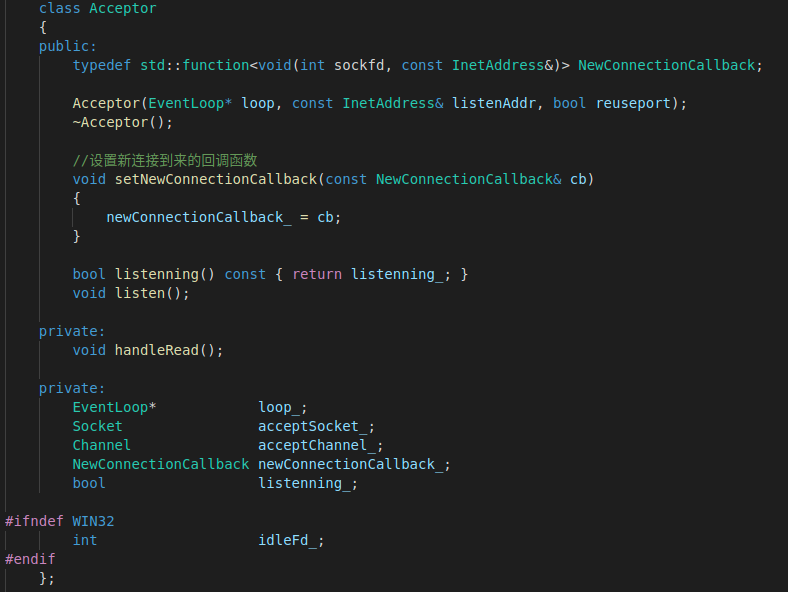 class Acceptor
{
public:
typedef std::function<void(int sockfd, const InetAddress&)> NewConnectionCallback;
Acceptor(EventLoop* loop, const InetAddress& listenAddr, bool reuseport);
~Acceptor();
//设置新连接到来的回调函数
void setNewConnectionCallback(const NewConnectionCallback& cb)
{
newConnectionCallback_ = cb;
}
bool listenning() const { return listenning_; }
void listen();
private:
void handleRead();
private:
EventLoop* loop_;
Socket acceptSocket_;
Channel acceptChannel_;
NewConnectionCallback newConnectionCallback_;
bool listenning_;
#ifndef WIN32
int idleFd_;
#endif
};